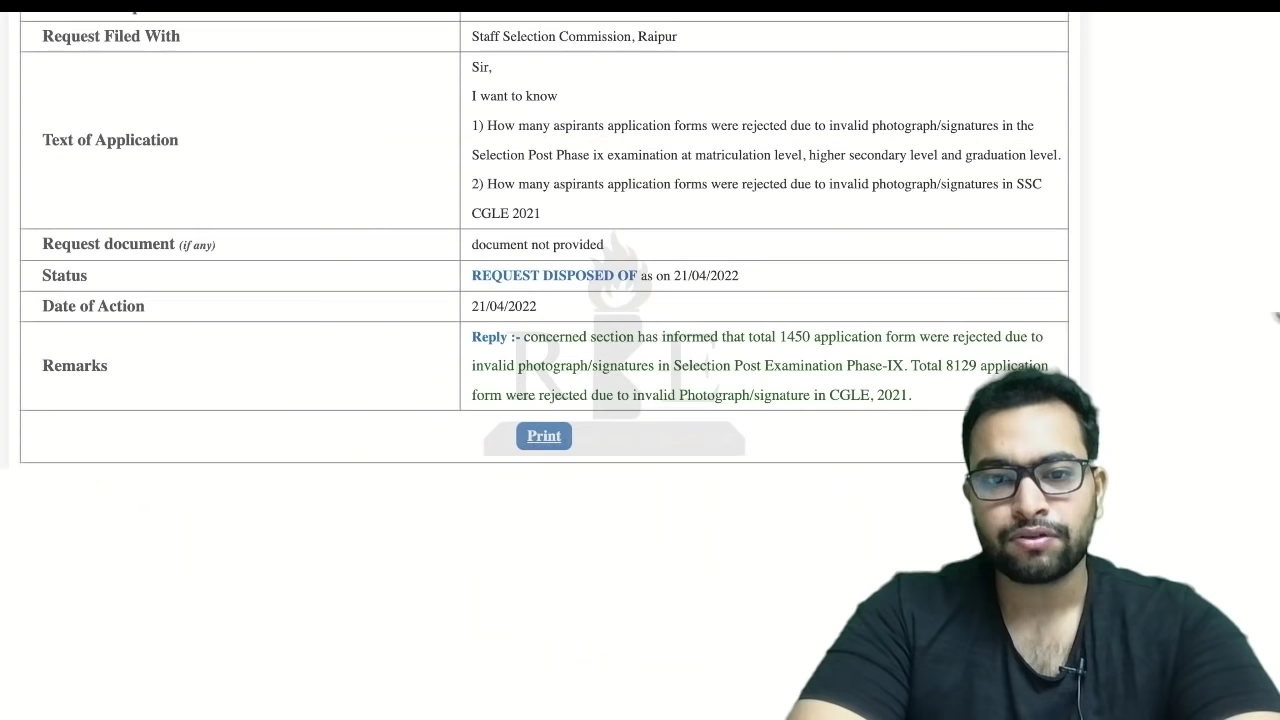 Request Filed With
Staff Selection Commission, Raipur
Text of Application
Sir,
I want to know
1) How many aspirants application forms were rejected due to invalid photograph/signatures in the
Selection Post Phase ix examination at matriculation level, higher secondary level and graduation level.
2) How many aspirants application forms were rejected due to invalid photograph/signatures in SSC
CGLE 2021
Request document (if any)
document not provided
Status
REQUEST DISPOSED OF as on 21/04/2022
Date of Action
21/04/2022
Remarks
Reply :- concerned section has informed that total 1450 application form were rejected due to
invalid photograph/signatures in Selection Post Examination Phase-IX. Total 8129 application
form were rejected due to invalid Photograph/signature in CGLE, 2021.
R E
Print